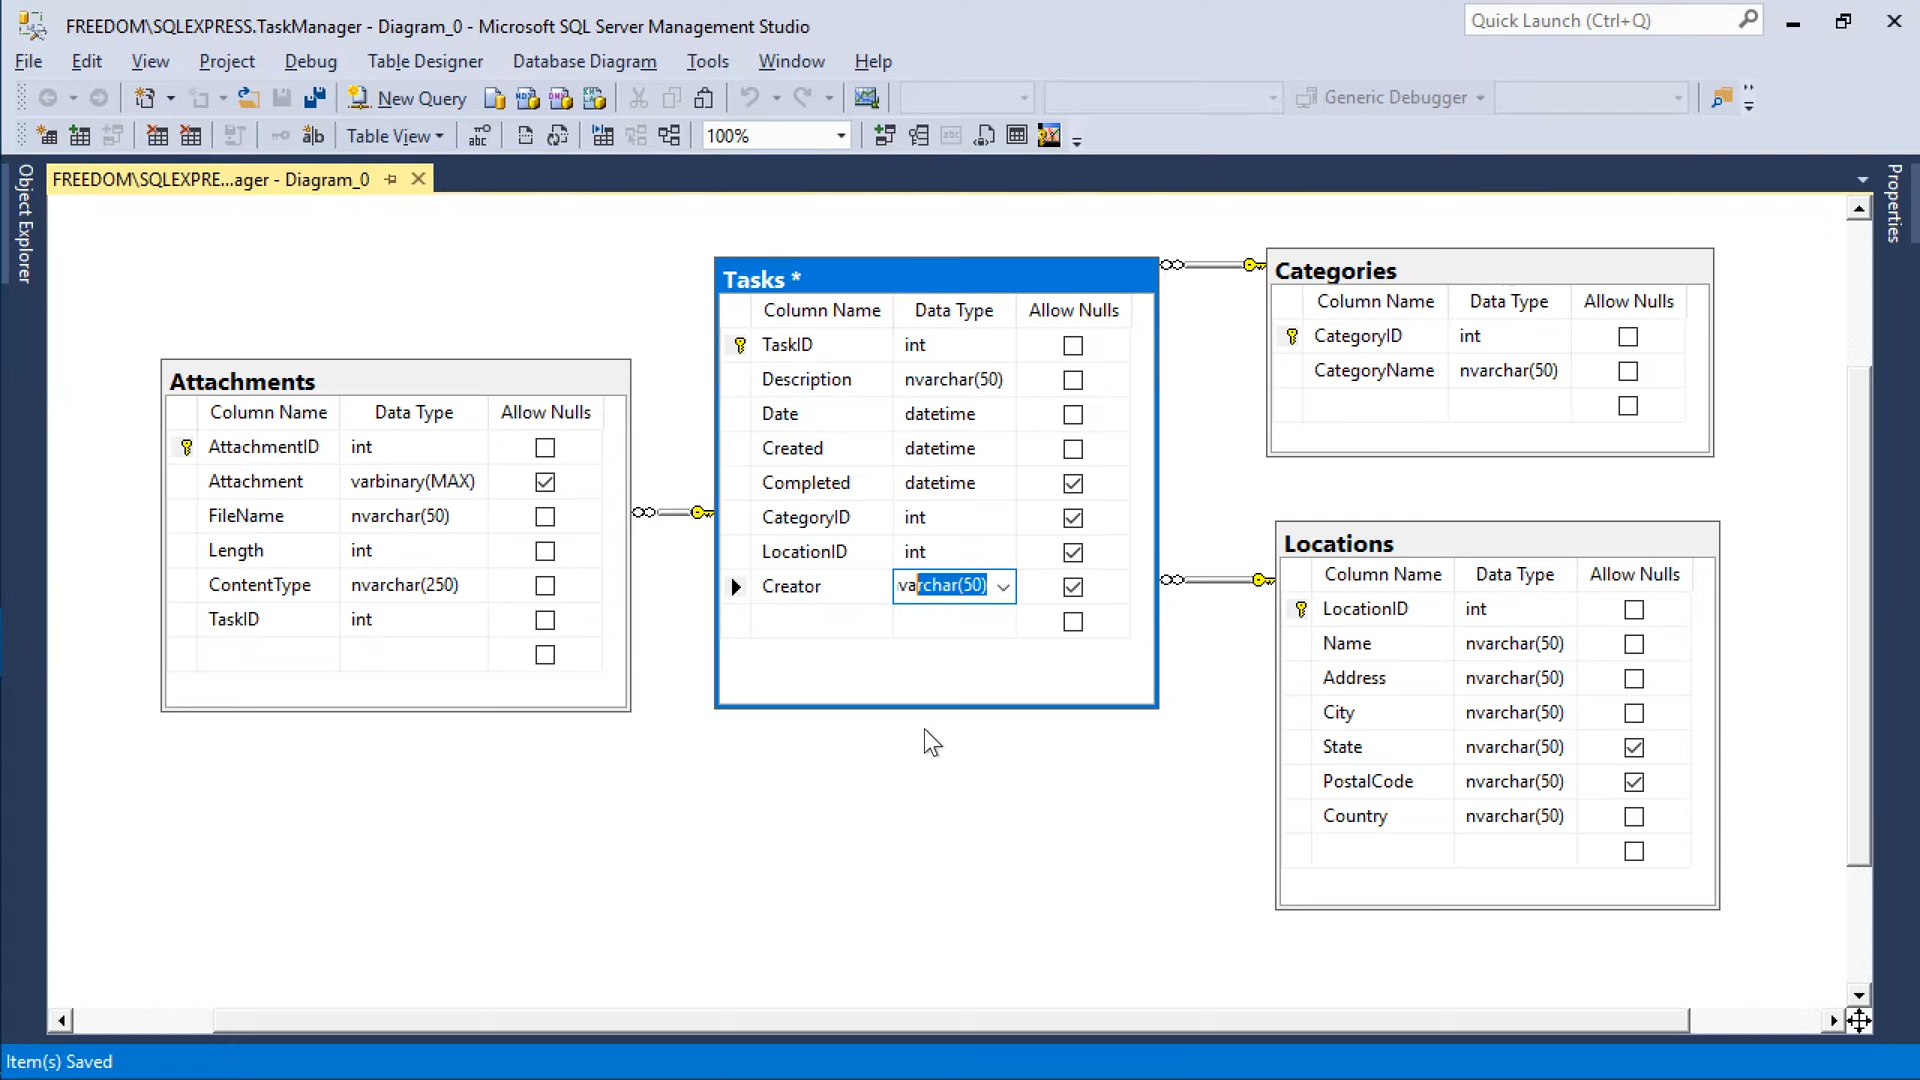 FREEDOM\SQLEXPRESS.TaskManager - Diagram_0 - Microsoft SQL Server Management Studio
Quick Launch (Ctrl+Q)
File Edit View Project Debug Table Designer Database Diagram Tools Window Help
New Query
Generic Debugger
Table View
100%
FREEDOM\SQLEXPRE...ager - Diagram_0
Object Explorer
Properties
Attachments
Column Name Data Type Allow Nulls
AttachmentID int
Attachment varbinary(MAX)
FileName nvarchar(50)
Length int
ContentType nvarchar(250)
TaskID int
Tasks *
Column Name Data Type Allow Nulls
TaskID int
Description nvarchar(50)
Date datetime
Created datetime
Completed datetime
CategoryID int
LocationID int
Creator varchar(50)
Categories
Column Name Data Type Allow Nulls
CategoryID int
CategoryName nvarchar(50)
Locations
Column Name Data Type Allow Nulls
LocationID int
Name nvarchar(50)
Address nvarchar(50)
City nvarchar(50)
State nvarchar(50)
PostalCode nvarchar(50)
Country nvarchar(50)
Item(s) Saved